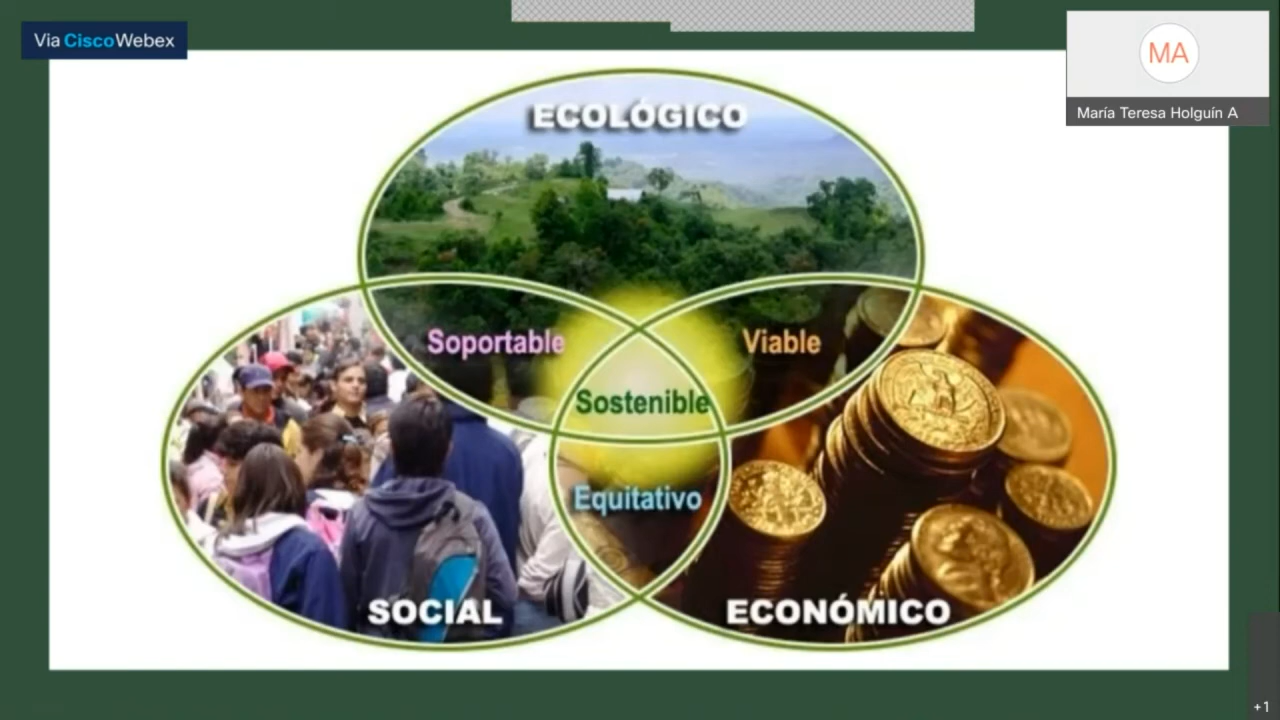 Via CiscoWebex
MA
María Teresa Holguín A
ECOLÓGICO
Soportable
Viable
Sostenible
Equitativo
SOCIAL
ECONÓMICO
+1